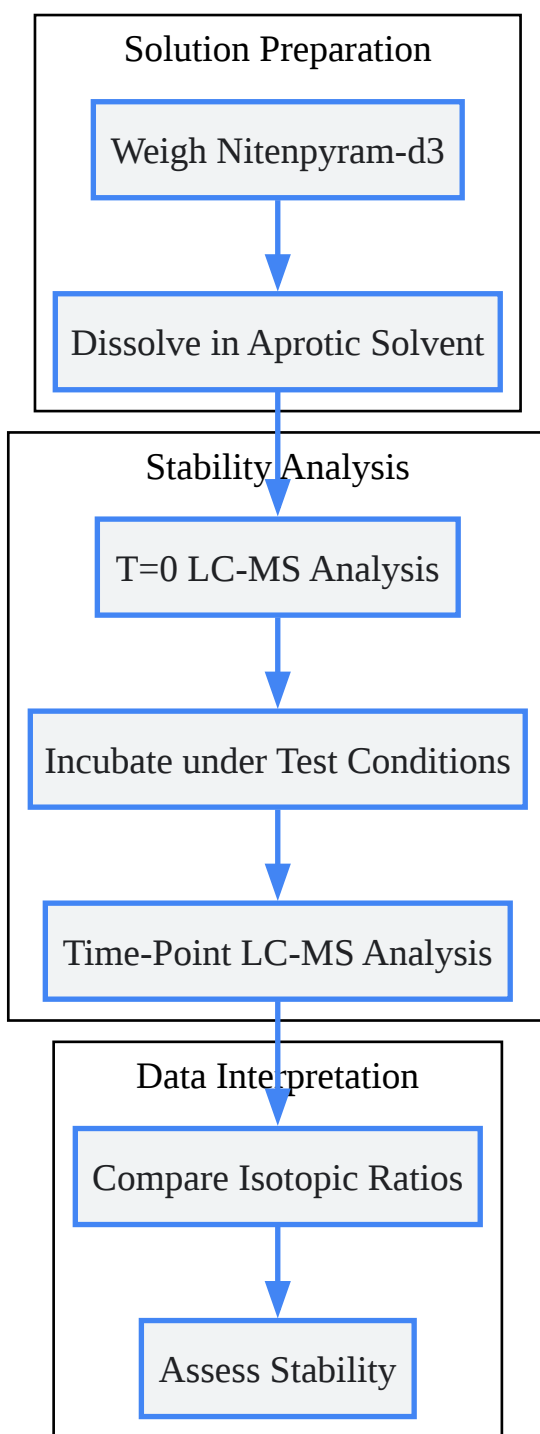 Solution Preparation
Weigh Nitenpyram-d3
Dissolve in Aprotic Solvent
Stability Analysis
T=0 LC-MS Analysis
Incubate under Test Conditions
Time-Point LC-MS Analysis
Data Interpretation
Compare Isotopic Ratios
Assess Stability